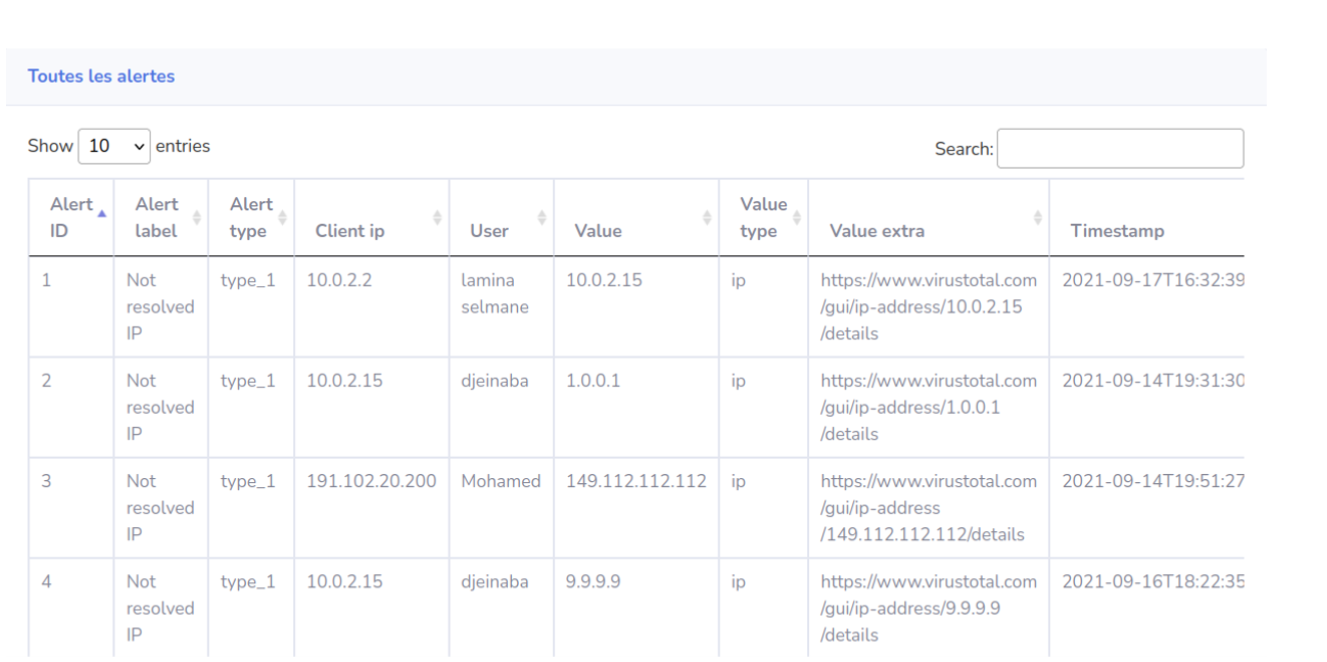 Toutes les alertes
Show 10 entries
Search:
Alert ID Alert label Alert type Client ip User Value Value type Value extra Timestamp
1 Not type_1 10.0.2.2 lamina 10.0.2.15 ip https://www.virustotal.com 2021-09-17T16:32:39
resolved selmane /gui/ip-address/10.0.2.15
IP /details
2 Not type_1 10.0.2.15 djeinaba 1.0.0.1 ip https://www.virustotal.com 2021-09-14T19:31:30
resolved /gui/ip-address/1.0.0.1
IP /details
3 Not type_1 191.102.20.200 Mohamed 149.112.112.112 ip https://www.virustotal.com 2021-09-14T19:51:27
resolved /gui/ip-address
IP /149.112.112.112/details
4 Not type_1 10.0.2.15 djeinaba 9.9.9.9 ip https://www.virustotal.com 2021-09-16T18:22:35
resolved /gui/ip-address/9.9.9.9
IP /details